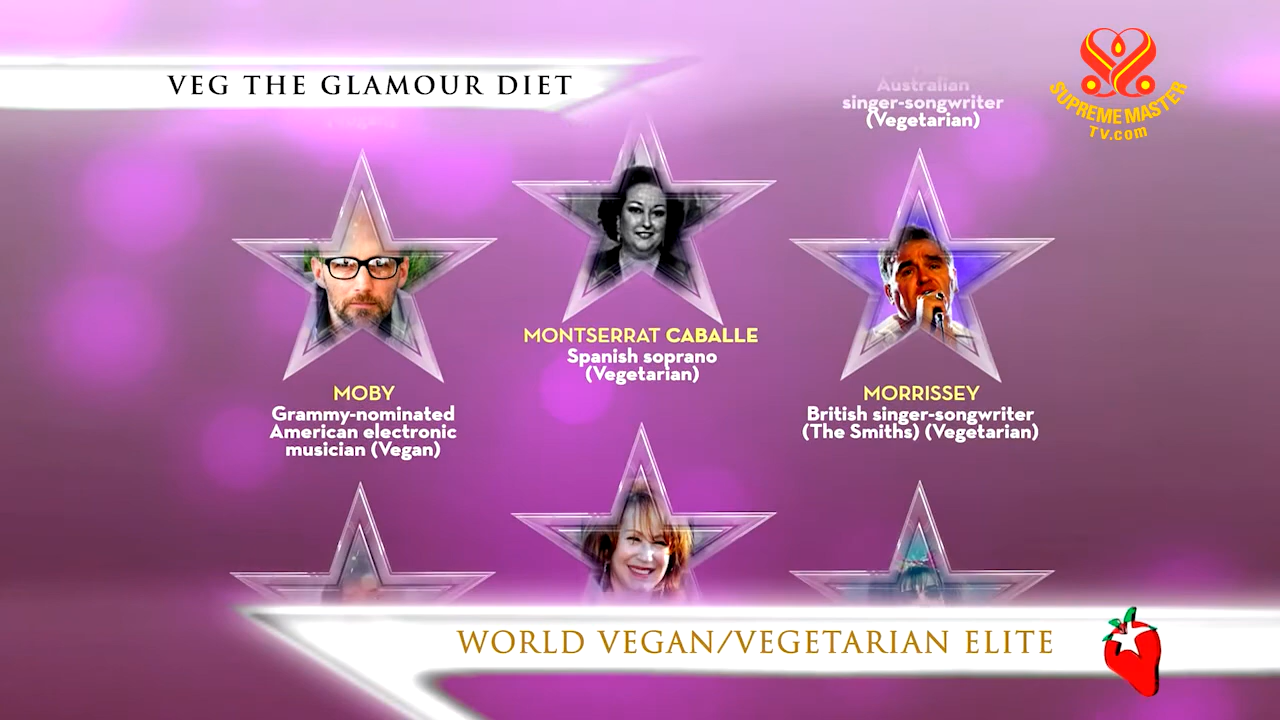 VEG THE GLAMOUR DIET
Australian
singer-songwriter
(Vegetarian)
SUPREME MASTER
TV.com
MOBY
Grammy-nominated
American electronic
musician (Vegan)
MONTSERRAT CABALLE
Spanish soprano
(Vegetarian)
MORRISSEY
British singer-songwriter
(The Smiths) (Vegetarian)
WORLD VEGAN/VEGETARIAN ELITE